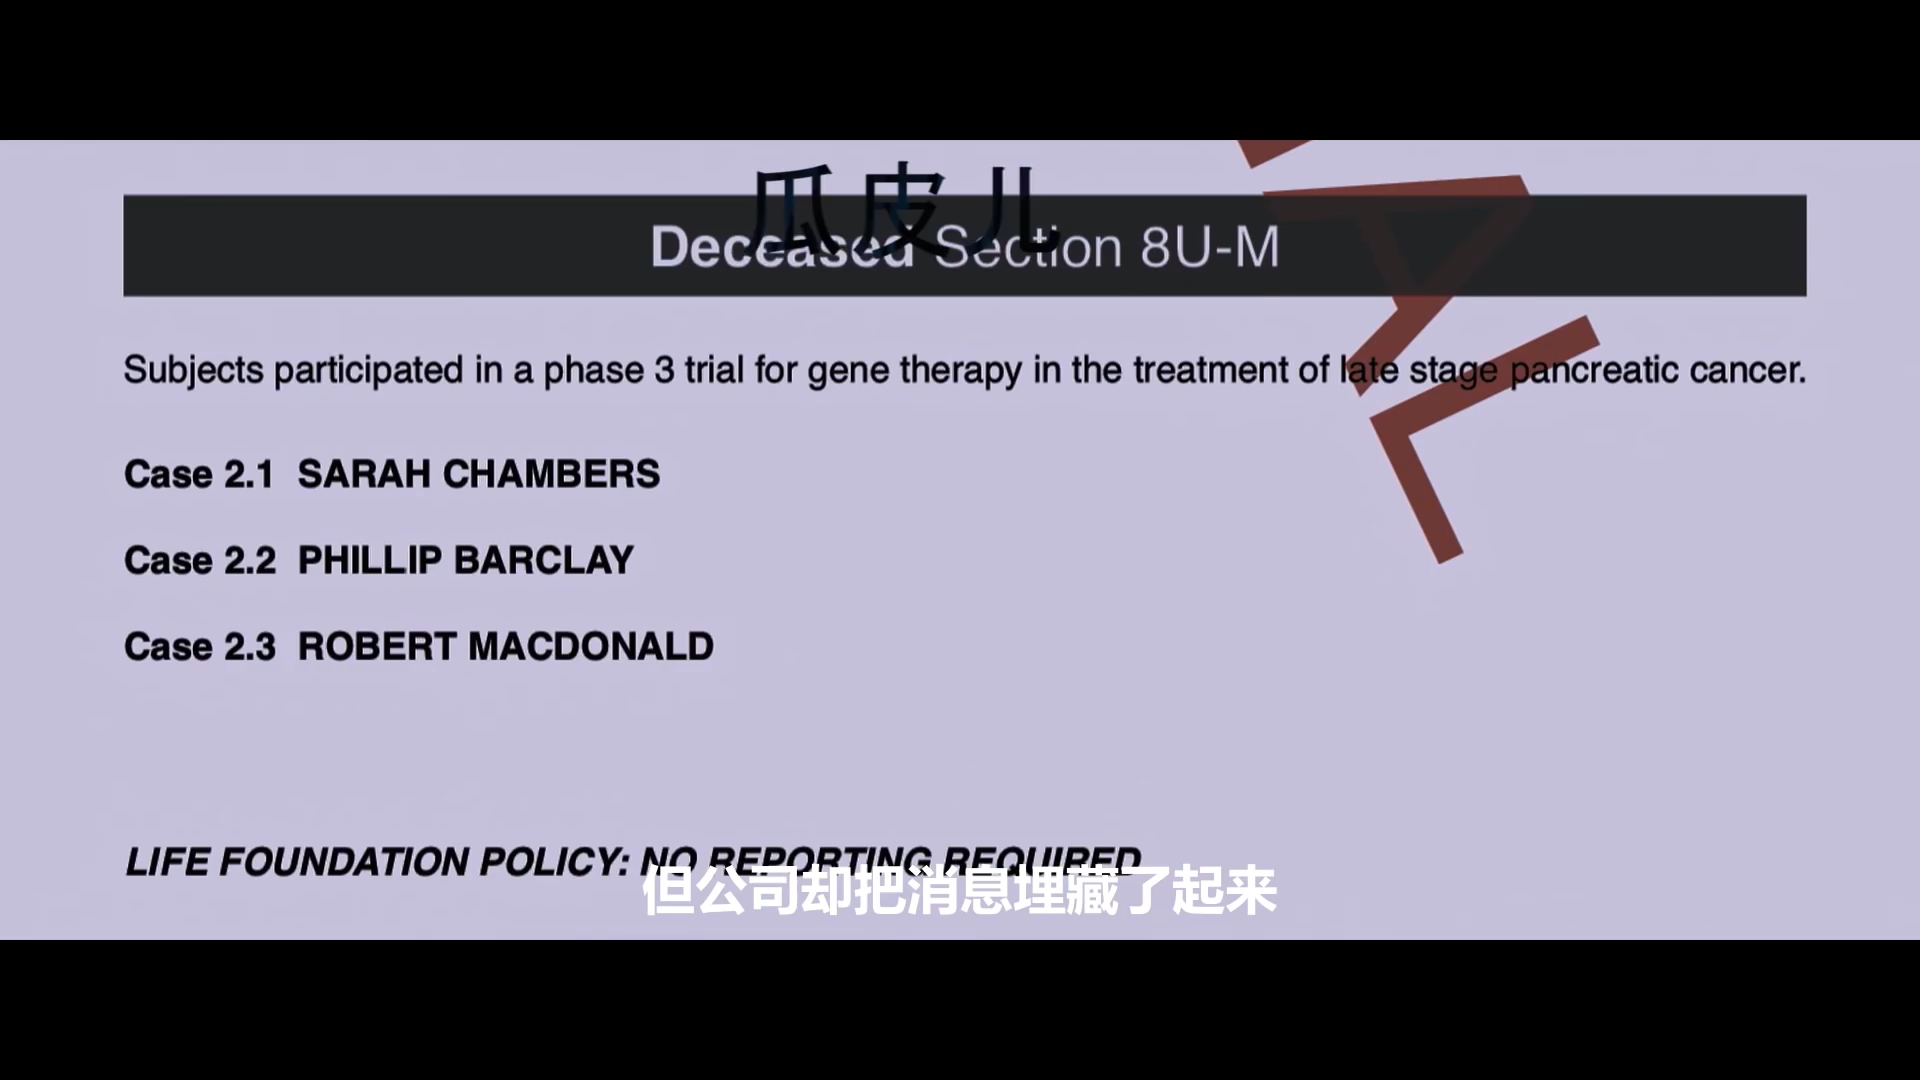 瓜皮儿
Deceased Section 8U-M
Subjects participated in a phase 3 trial for gene therapy in the treatment of late stage pancreatic cancer.
Case 2.1 SARAH CHAMBERS
Case 2.2 PHILLIP BARCLAY
Case 2.3 ROBERT MACDONALD
LIFE FOUNDATION POLICY: NO REPORTING REQUIRED
但公司却把消息埋藏了起来